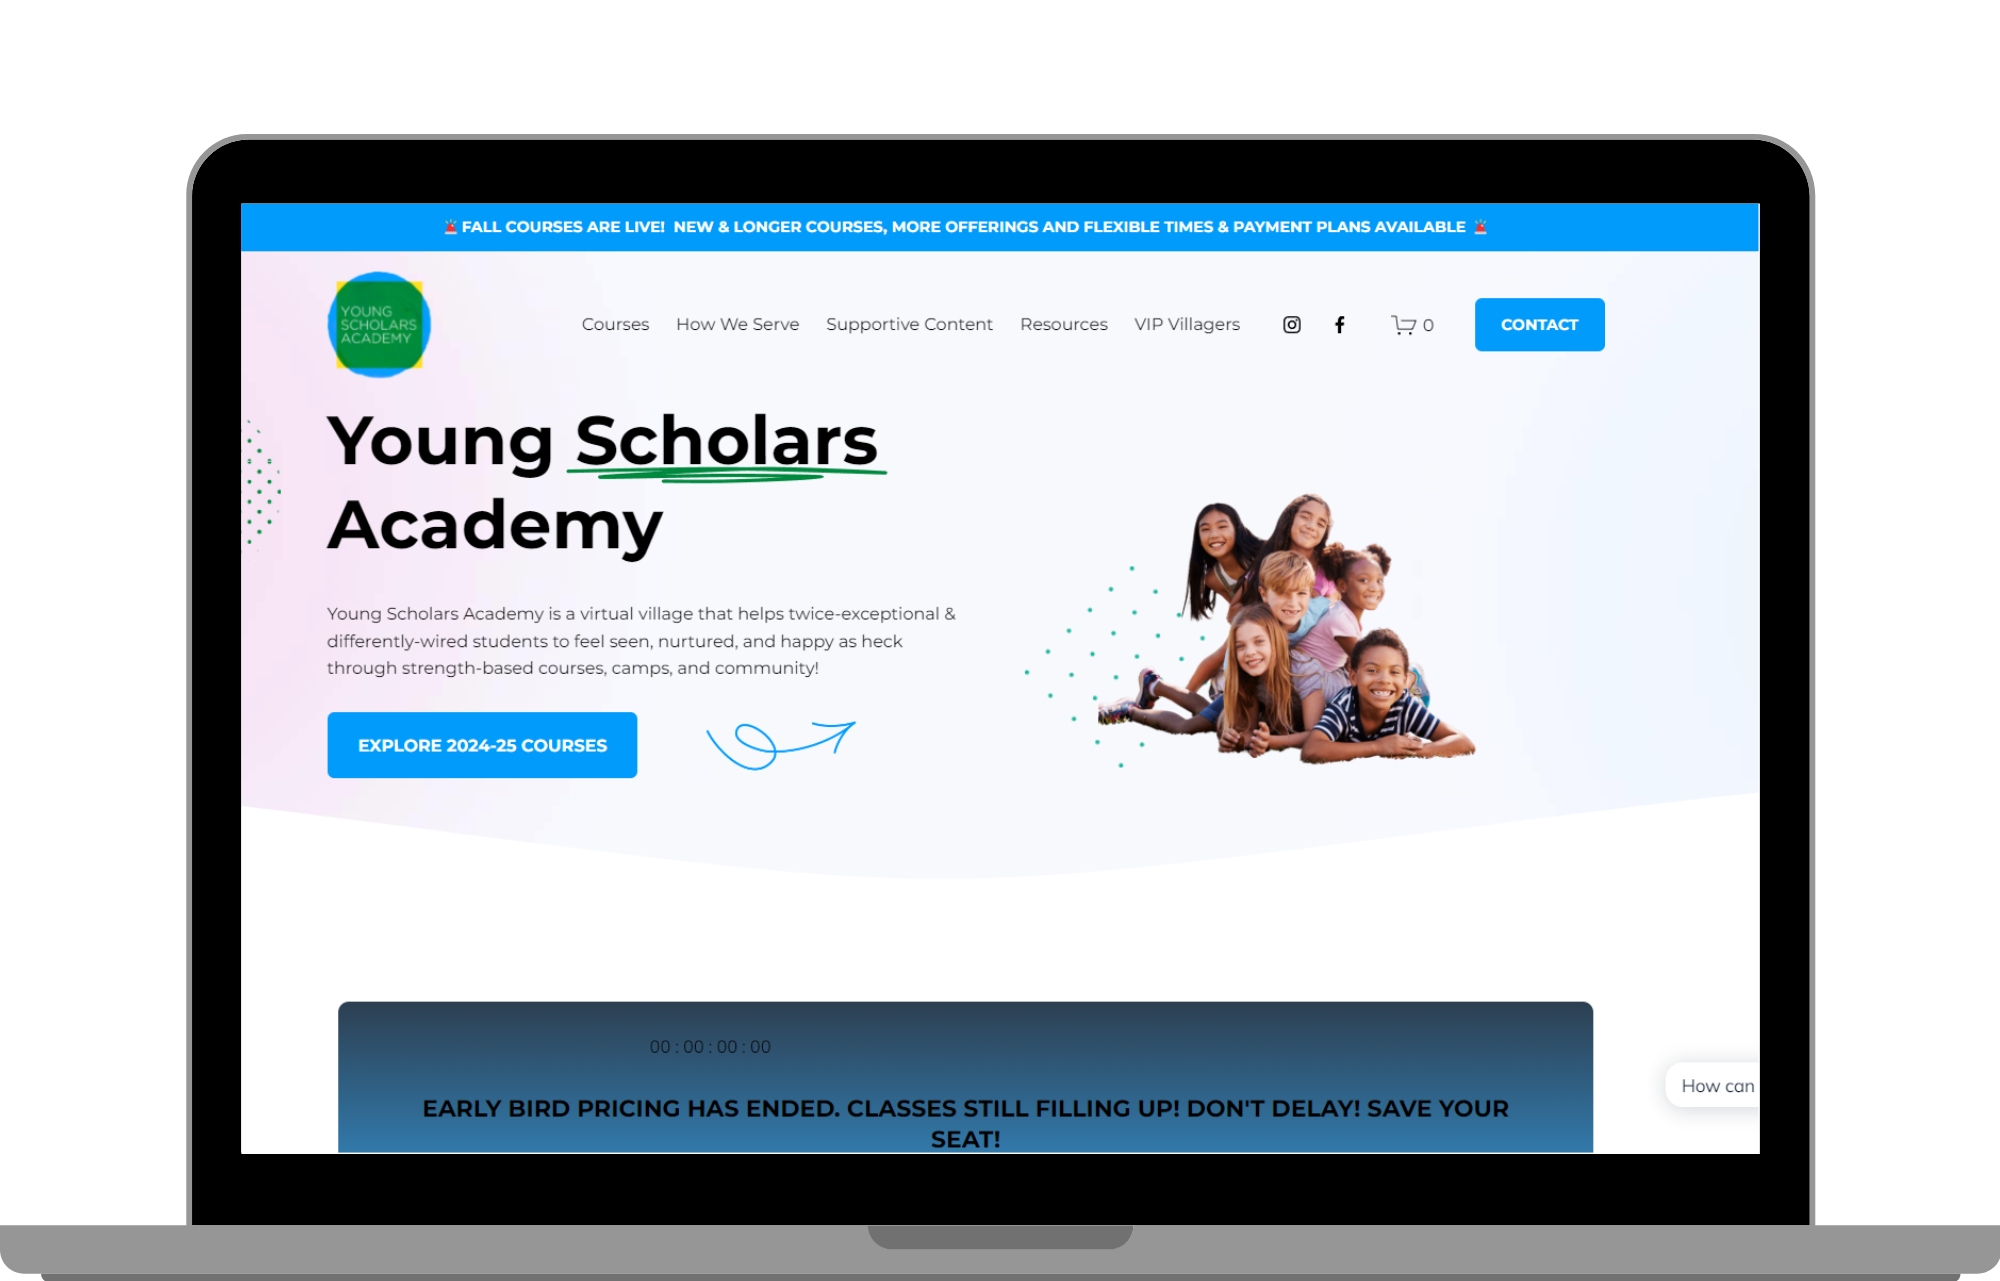 🚨 FALL COURSES ARE LIVE!  NEW & LONGER COURSES, MORE OFFERINGS AND FLEXIBLE TIMES & PAYMENT PLANS AVAILABLE 🚨
YOUNG
SCHOLARS
ACADEMY
Courses How We Serve Supportive Content Resources VIP Villagers 0 CONTACT
Young Scholars
Academy
Young Scholars Academy is a virtual village that helps twice-exceptional &
differently-wired students to feel seen, nurtured, and happy as heck
through strength-based courses, camps, and community!
EXPLORE 2024-25 COURSES
00 : 00 : 00 : 00
EARLY BIRD PRICING HAS ENDED. CLASSES STILL FILLING UP! DON'T DELAY! SAVE YOUR
SEAT!
How can